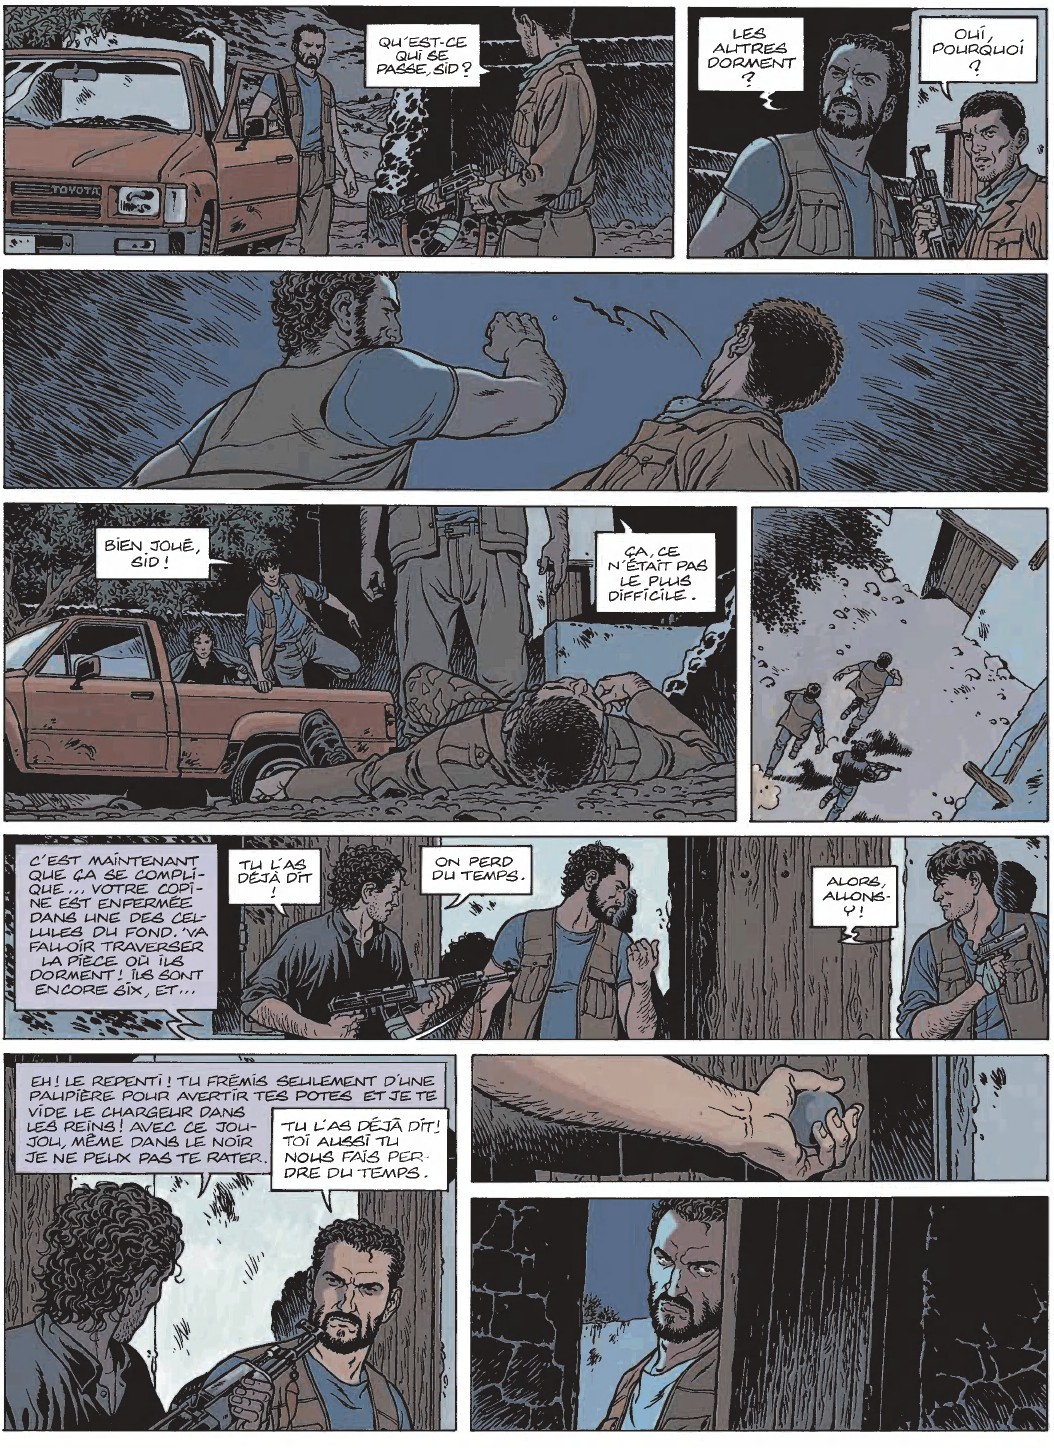 QU'EST-CE
QUI SE
PASSE, SID ?
TOYOTA
LES
AUTRES
DORMENT
?
OUI,
POURQUOI
?
BIEN JOUÉ,
SID !
ÇA, CE
N'ÉTAIT PAS
LE PLUS
DIFFICILE.
C'EST MAINTENANT
QUE ÇA SE COMPLI-
QUE... VOTRE COPI-
NE EST ENFERMÉE
DANS UNE DES CEL-
LULES DU FOND. 'VA
FALLOIR TRAVERSER
LA PIÈCE OÙ ILS
DORMENT ! ILS SONT
ENCORE SIX, ET...
TU L'AS
DÉJÀ DIT
!
ON PERD
DU TEMPS.
ALORS,
ALLONS-
Y !
EH ! LE REPENTI ! TU FRÉMIS SEULEMENT D'UNE
PAUPIÈRE POUR AVERTIR TES POTES ET JE TE
VIDE LE CHARGEUR DANS
LES REINS ! AVEC CE JOU-
JOU, MÊME DANS LE NOIR
JE NE PEUX PAS TE RATER.
TU L'AS DÉJÀ DIT !
TOI AUSSI TU
NOUS FAIS PER-
DRE DU TEMPS.